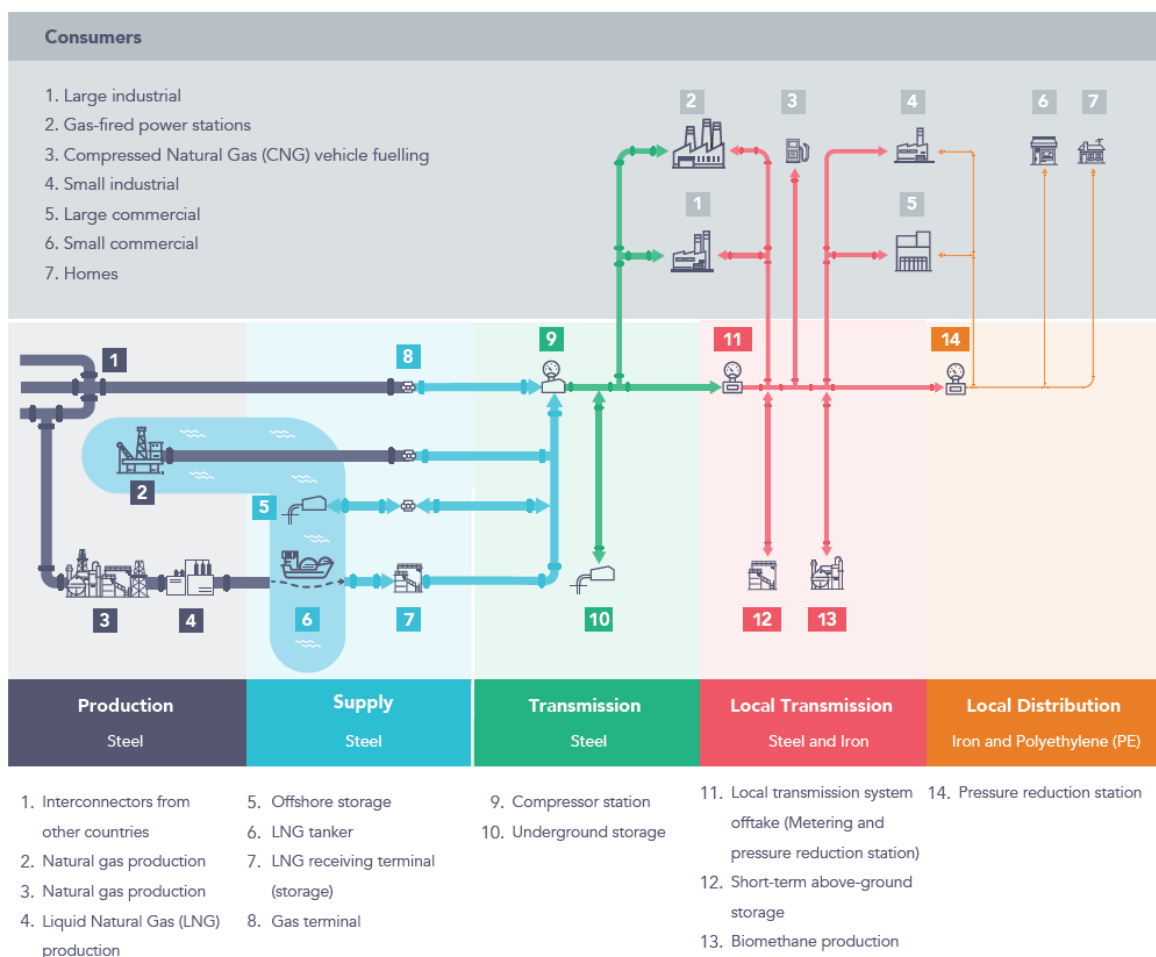 Consumers
1. Large industrial
2. Gas-fired power stations
3. Compressed Natural Gas (CNG) vehicle fuelling
4. Small industrial
5. Large commercial
6. Small commercial
7. Homes
2
3
4
6
7
1
5
1
8
9
11
14
2
5
3
4
6
7
10
12
13
Production
Steel
Supply
Steel
Transmission
Steel
Local Transmission
Steel and Iron
Local Distribution
Iron and Polyethylene (PE)
1. Interconnectors from
other countries
2. Natural gas production
3. Natural gas production
4. Liquid Natural Gas (LNG)
production
5. Offshore storage
6. LNG tanker
7. LNG receiving terminal
(storage)
8. Gas terminal
9. Compressor station
10. Underground storage
11. Local transmission system
offtake (Metering and
pressure reduction station)
12. Short-term above-ground
storage
13. Biomethane production
14. Pressure reduction station